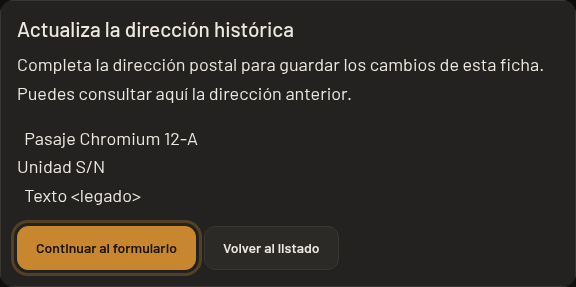 Actualiza la dirección histórica
Completa la dirección postal para guardar los cambios de esta ficha.
Puedes consultar aquí la dirección anterior.
Pasaje Chromium 12-A
Unidad S/N
Texto <legado>
Continuar al formulario
Volver al listado